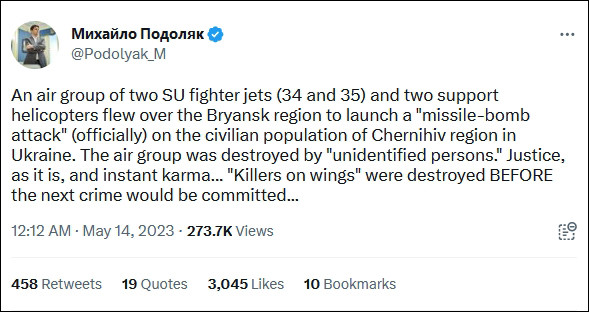 Михайло Подоляк
@Podolyak_M
An air group of two SU fighter jets (34 and 35) and two support
helicopters flew over the Bryansk region to launch a "missile-bomb
attack" (officially) on the civilian population of Chernihiv region in
Ukraine. The air group was destroyed by "unidentified persons." Justice,
as it is, and instant karma... "Killers on wings" were destroyed BEFORE
the next crime would be committed...
12:12 AM · May 14, 2023 · 273.7K Views
458 Retweets 19 Quotes 3,045 Likes 10 Bookmarks